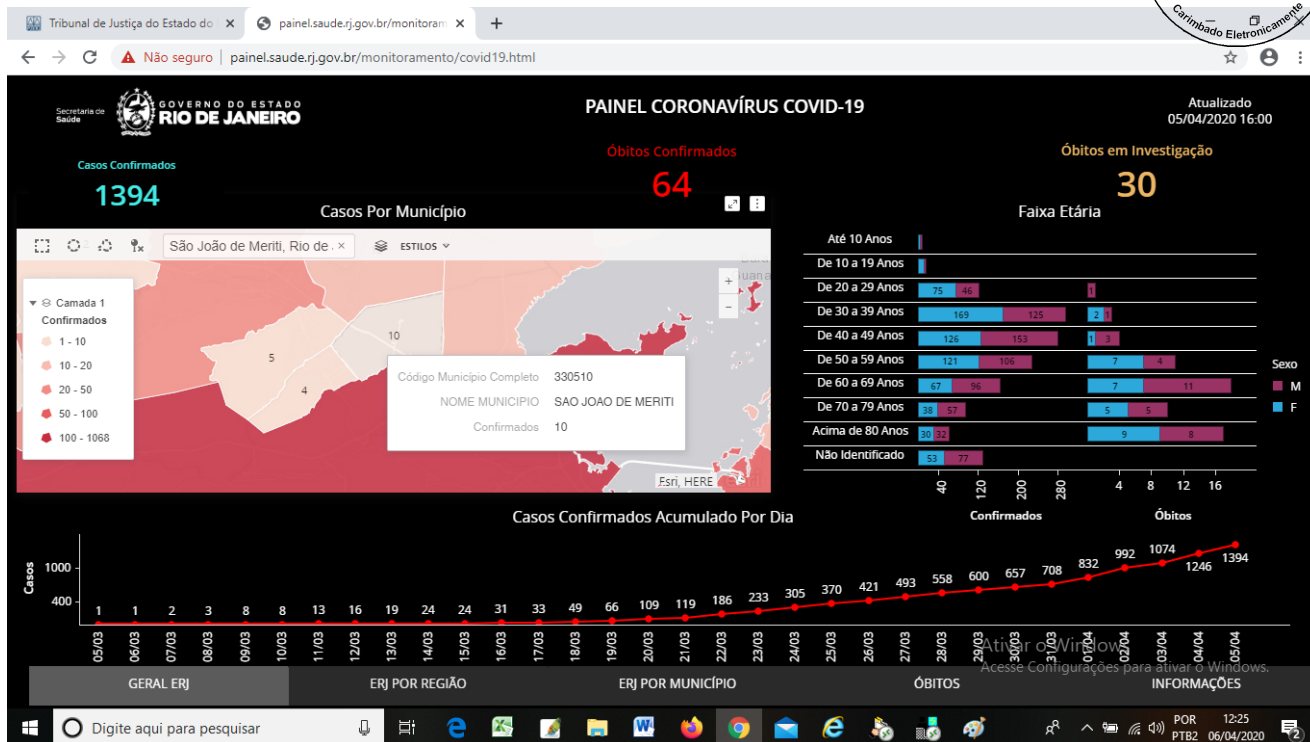 Carimbado Eletronicamente
Tribunal de Justiça do Estado do
painel.saude.rj.gov.br/monitoram
Não seguro
painel.saude.rj.gov.br/monitoramento/covid19.html
Secretaria de Saúde
GOVERNO DO ESTADO
RIO DE JANEIRO
PAINEL CORONAVÍRUS COVID-19
Atualizado
05/04/2020 16:00
Casos Confirmados
1394
Óbitos Confirmados
64
Óbitos em Investigação
30
Casos Por Município
São João de Meriti, Rio de
ESTILOS
Camada 1
Confirmados
1 - 10
10 - 20
20 - 50
50 - 100
100 - 1068
5
4
10
Código Município Completo 330510
NOME MUNICIPIO SAO JOAO DE MERITI
Confirmados 10
Esri, HERE
Faixa Etária
Até 10 Anos
De 10 a 19 Anos
De 20 a 29 Anos 75 46 1
De 30 a 39 Anos 169 125 2 1
De 40 a 49 Anos 126 153 1 3
De 50 a 59 Anos 121 106 7 4
De 60 a 69 Anos 67 96 7 11
De 70 a 79 Anos 38 57 5 5
Acima de 80 Anos 30 32 9 8
Não Identificado 53 77
40 120 200 280 4 8 12 16
Confirmados Óbitos
Sexo
M
F
Casos Confirmados Acumulado Por Dia
Casos
1000
400
1 1 2 3 8 8 13 16 19 24 24 31 33 49 66 109 119 186 233 305 370 421 493 558 600 657 708 832 992 1074 1246 1394
05/03 06/03 07/03 08/03 09/03 10/03 11/03 12/03 13/03 14/03 15/03 16/03 17/03 18/03 19/03 20/03 21/03 22/03 23/03 24/03 25/03 26/03 27/03 28/03 29/03 30/03 31/03 01/04 02/04 03/04 04/04 05/04
Ativar o Windows
Acesse Configurações para ativar o Windows.
GERAL ERJ
ERJ POR REGIÃO
ERJ POR MUNICÍPIO
ÓBITOS
INFORMAÇÕES
Digite aqui para pesquisar
POR
PTB2
12:25
06/04/2020
2